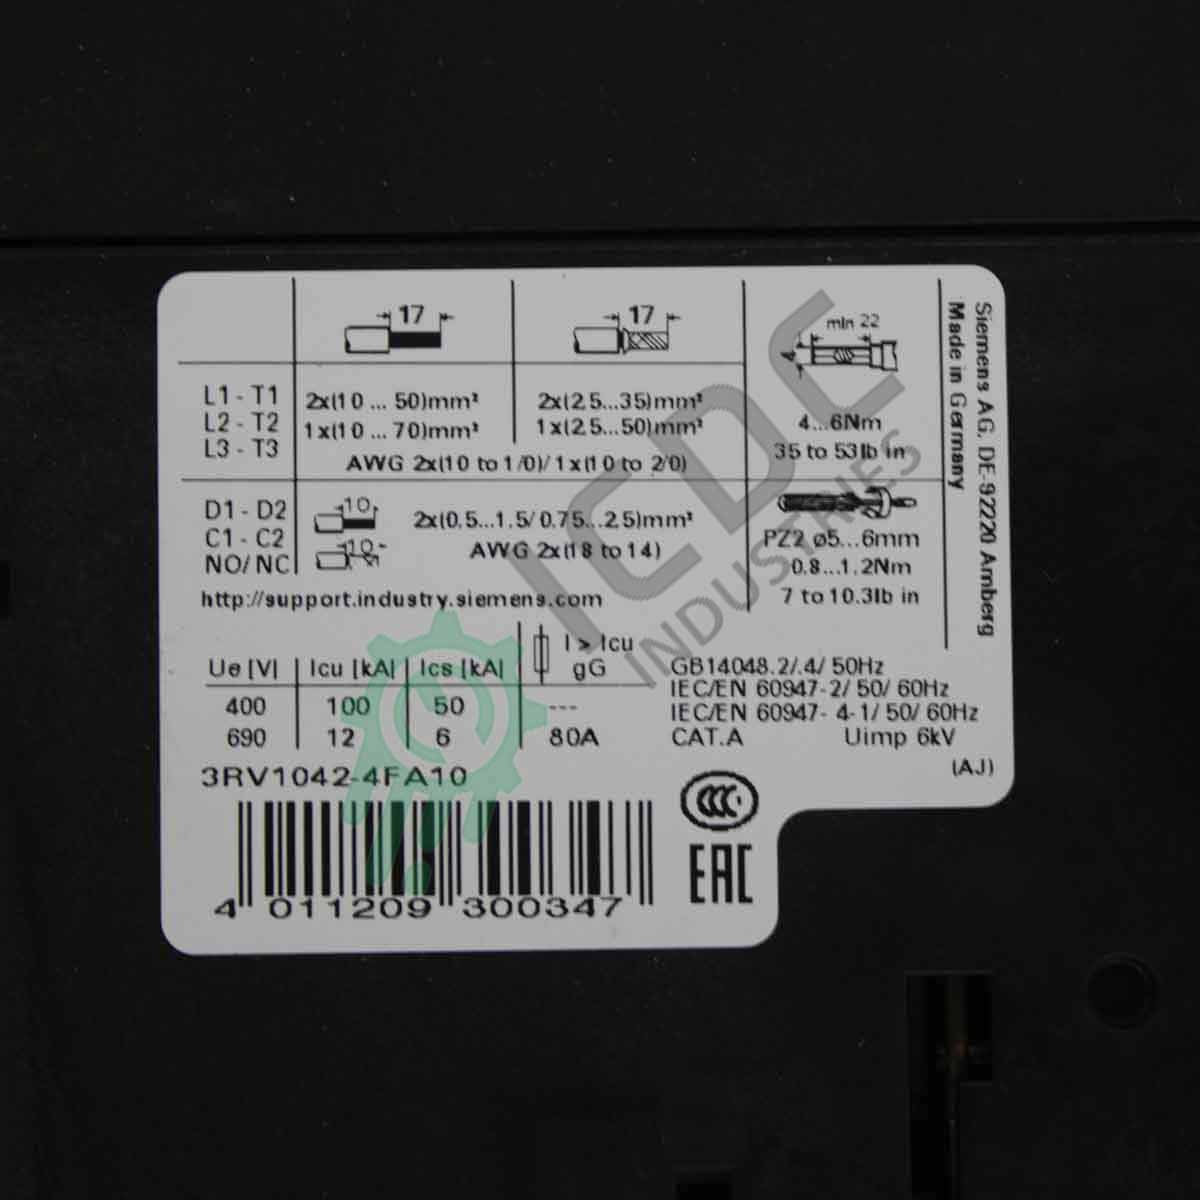 17
17
min 22
4
L1 - T1
L2 - T2
L3 - T3
2x(10 ... 50)mm²
1x(10 ... 70)mm²
2x(2.5...35)mm²
1x(2.5...50)mm²
AWG 2x(10 to 1/0)/1x(10 to 2/0)
4...6Nm
35 to 53lb in
D1 - D2
C1 - C2
NO/NC
10
10
2x(0.5...1.5/0.75...2.5)mm²
AWG 2x(18 to 14)
PZ2 ø5...6mm
0.8...1.2Nm
7 to 10.3lb in
Siemens AG, DE-92220 Amberg
Made in Germany
http://support.industry.siemens.com
Ue [V] Icu [kA] Ics [kA] I > Icu gG
400 100 50 ---
690 12 6 80A
GB14048.2/.4/50Hz
IEC/EN 60947-2/50/60Hz
IEC/EN 60947-4-1/50/60Hz
CAT.A Uimp 6kV
(AJ)
3RV1042-4FA10
CCC
EAC
4 011209 300347
ICDC
INDUSTRIES